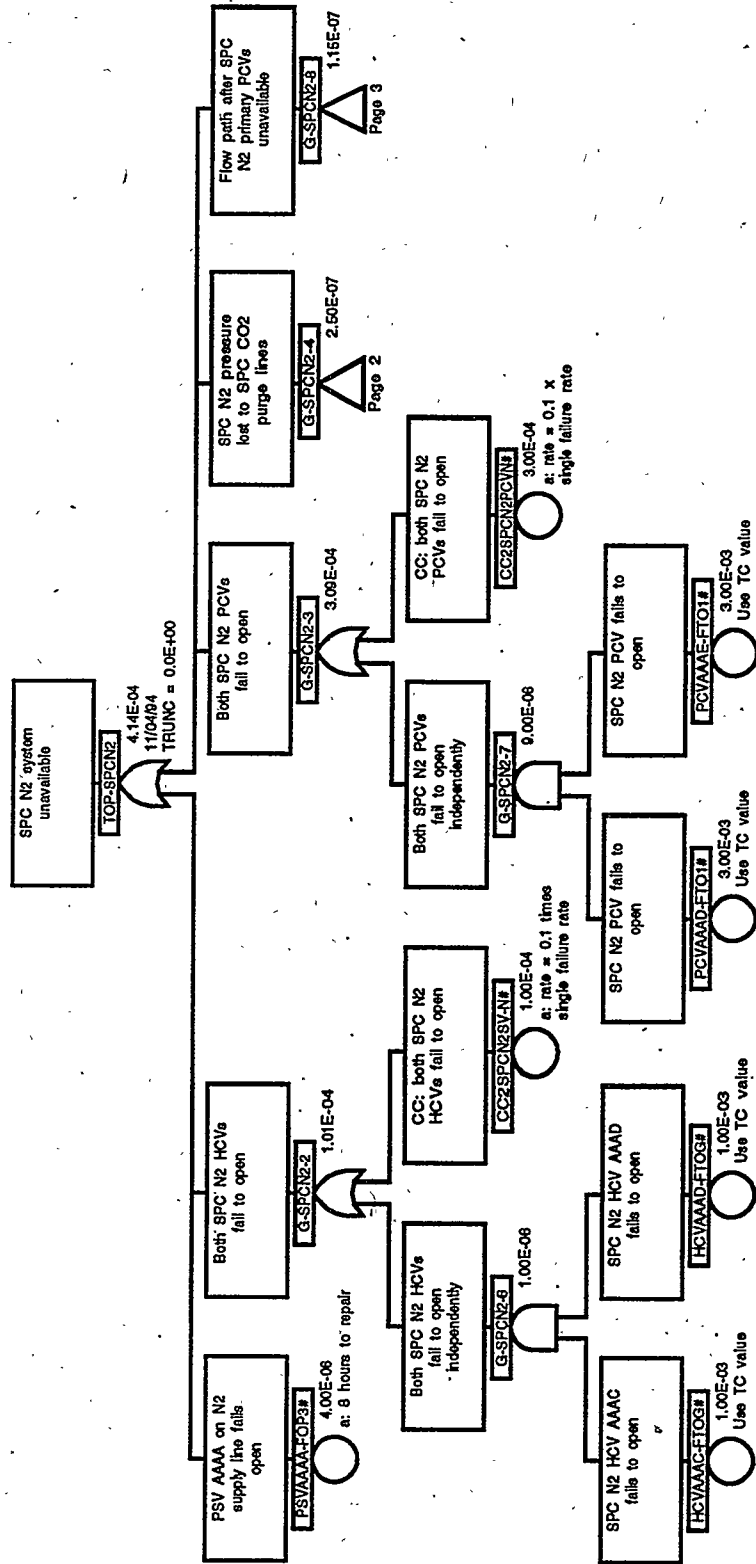 SPC N2 system
unavailable
TOP-SPCN2
4.14E-04
11/04/94
TRUNC = 0.0E+00
PSV AAAA on N2
supply line fails
open
PSVAAAA-FOP3#
4.00E-06
a: 8 hours to repair
Both SPC N2 HCVs
fail to open
G-SPCN2-2
1.01E-04
Both SPC N2 PCVs
fail to open
G-SPCN2-3
3.09E-04
SPC N2 pressure
lost to SPC CO2
purge lines
G-SPCN2-4
2.50E-07
Page 2
Flow path after SPC
N2 primary PCVs
unavailable
G-SPCN2-8
1.15E-07
Page 3
Both SPC N2 HCVs
fail to open
independently
G-SPCN2-6
1.00E-06
CC: both SPC N2
HCVs fail to open
CC2SPCN2SV-N#
1.00E-04
a: rate = 0.1 times
single failure rate
Both SPC N2 PCVs
fail to open
independently
G-SPCN2-7
9.00E-06
CC: both SPC N2
PCVs fail to open
CC2SPCN2PCVN#
3.00E-04
a: rate = 0.1 x
single failure rate
SPC N2 HCV AAAC
fails to open
HCVAAAC-FTOG#
1.00E-03
Use TC value
SPC N2 HCV AAAD
fails to open
HCVAAAD-FTOG#
1.00E-03
Use TC value
SPC N2 PCV fails to
open
PCVAAAD-FTO1#
3.00E-03
Use TC value
SPC N2 PCV fails to
open
PCVAAAE-FTO1#
3.00E-03
Use TC value